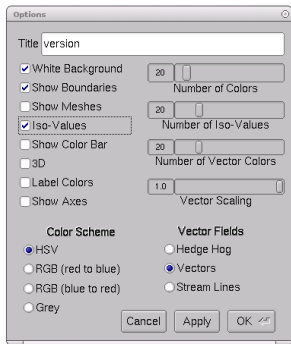 Options
Title version
White Background
20
Show Boundaries
Number of Colors
Show Meshes
20
Iso-Values
Number of Iso-Values
Show Color Bar
20
3D
Number of Vector Colors
Label Colors
1.0
Show Axes
Vector Scaling
Color Scheme
Vector Fields
HSV
Hedge Hog
RGB (red to blue)
Vectors
RGB (blue to red)
Stream Lines
Grey
Cancel Apply OK